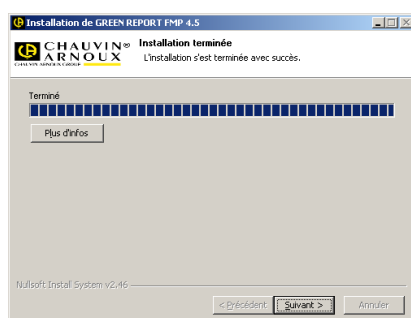 Installation de GREEN REPORT FMP 4.5
CHAUVIN®
ARNOUX
CHAUVIN ARNOUX GROUP
Installation terminée
L'installation s'est terminée avec succès.
Terminé
Plus d'infos
Nullsoft Install System v2.46
< Précédent
Suivant >
Annuler